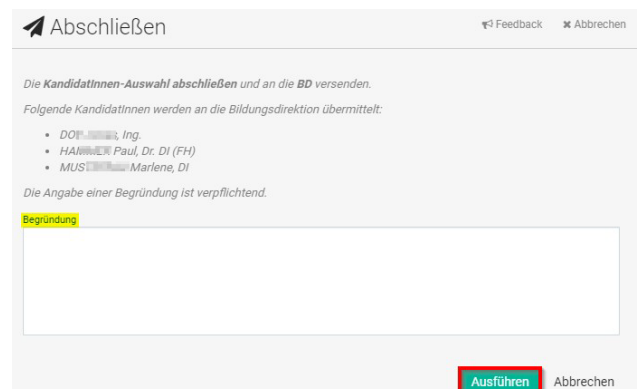 Abschließen
Feedback
Abbrechen
Die KandidatInnen-Auswahl abschließen und an die BD versenden.
Folgende KandidatInnen werden an die Bildungsdirektion übermittelt:
Ing.
Paul, Dr. DI (FH)
Marlene, DI
Die Angabe einer Begründung ist verpflichtend.
Begründung
Ausführen
Abbrechen